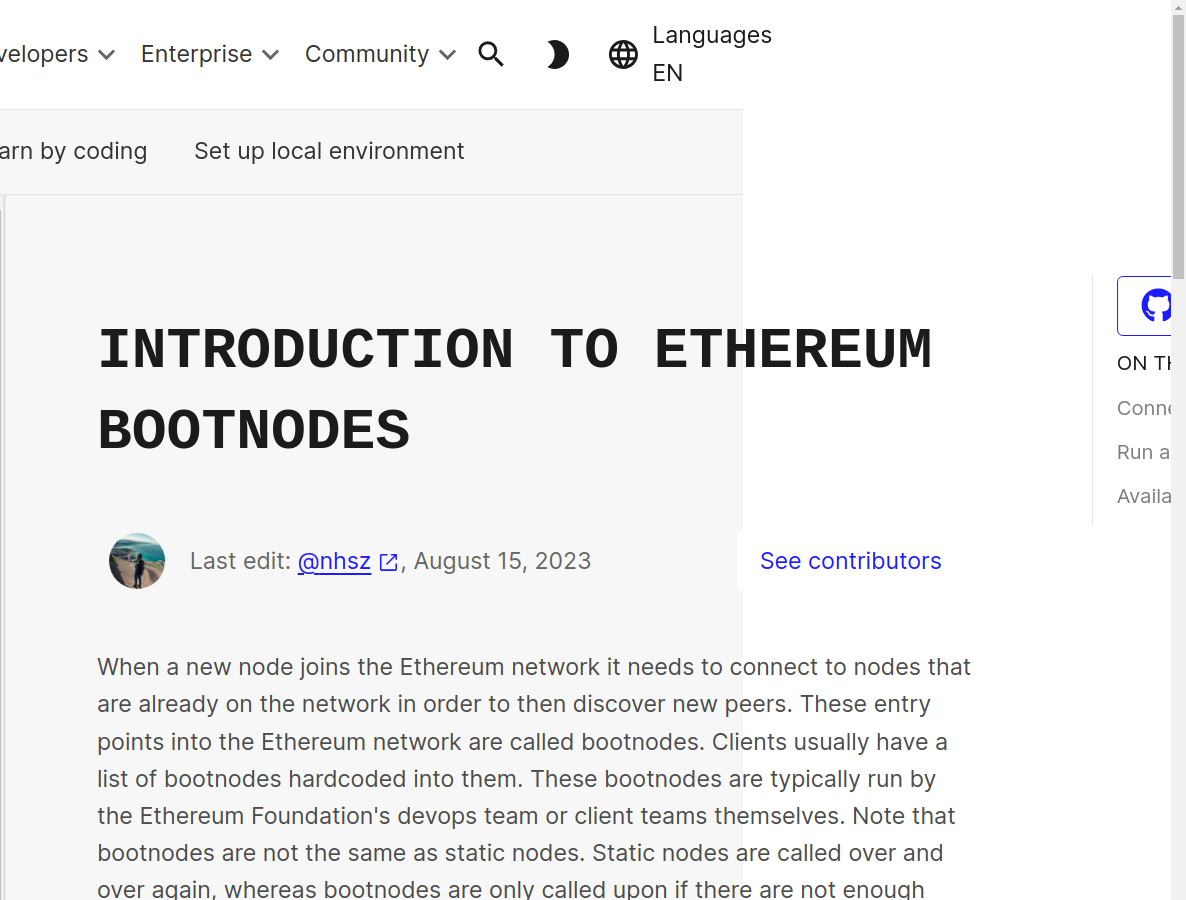 velopers
Enterprise
Community
Languages
EN
arn by coding
Set up local environment
INTRODUCTION TO ETHEREUM
BOOTNODES
ON TH
Conne
Run a
Availa
Last edit: @nhsz , August 15, 2023
See contributors
When a new node joins the Ethereum network it needs to connect to nodes that
are already on the network in order to then discover new peers. These entry
points into the Ethereum network are called bootnodes. Clients usually have a
list of bootnodes hardcoded into them. These bootnodes are typically run by
the Ethereum Foundation's devops team or client teams themselves. Note that
bootnodes are not the same as static nodes. Static nodes are called over and
over again, whereas bootnodes are only called upon if there are not enough